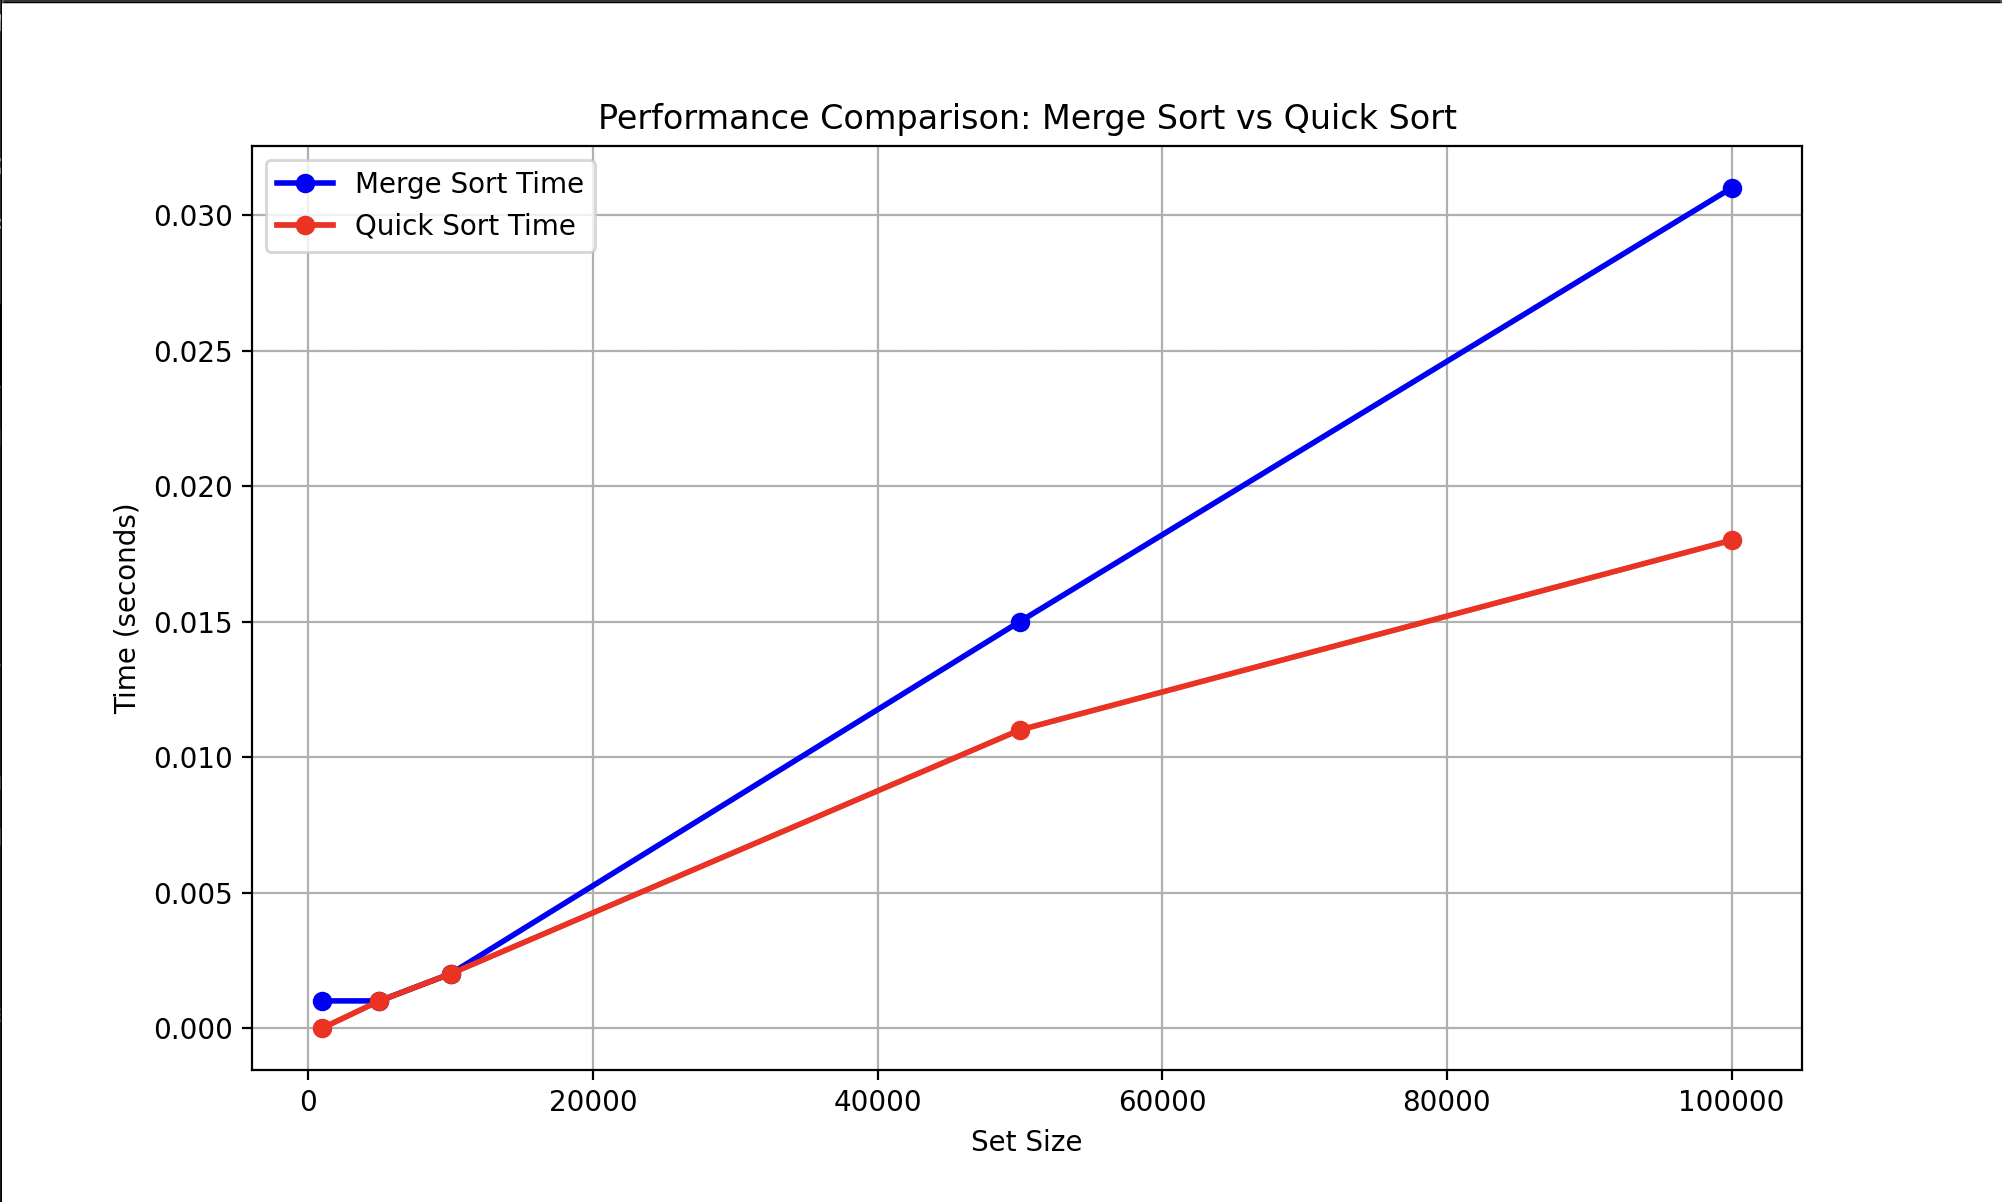 Performance Comparison: Merge Sort vs Quick Sort
Merge Sort Time
Quick Sort Time
0.030
0.025
0.020
0.015
0.010
0.005
0.000
Time (seconds)
0 20000 40000 60000 80000 100000
Set Size